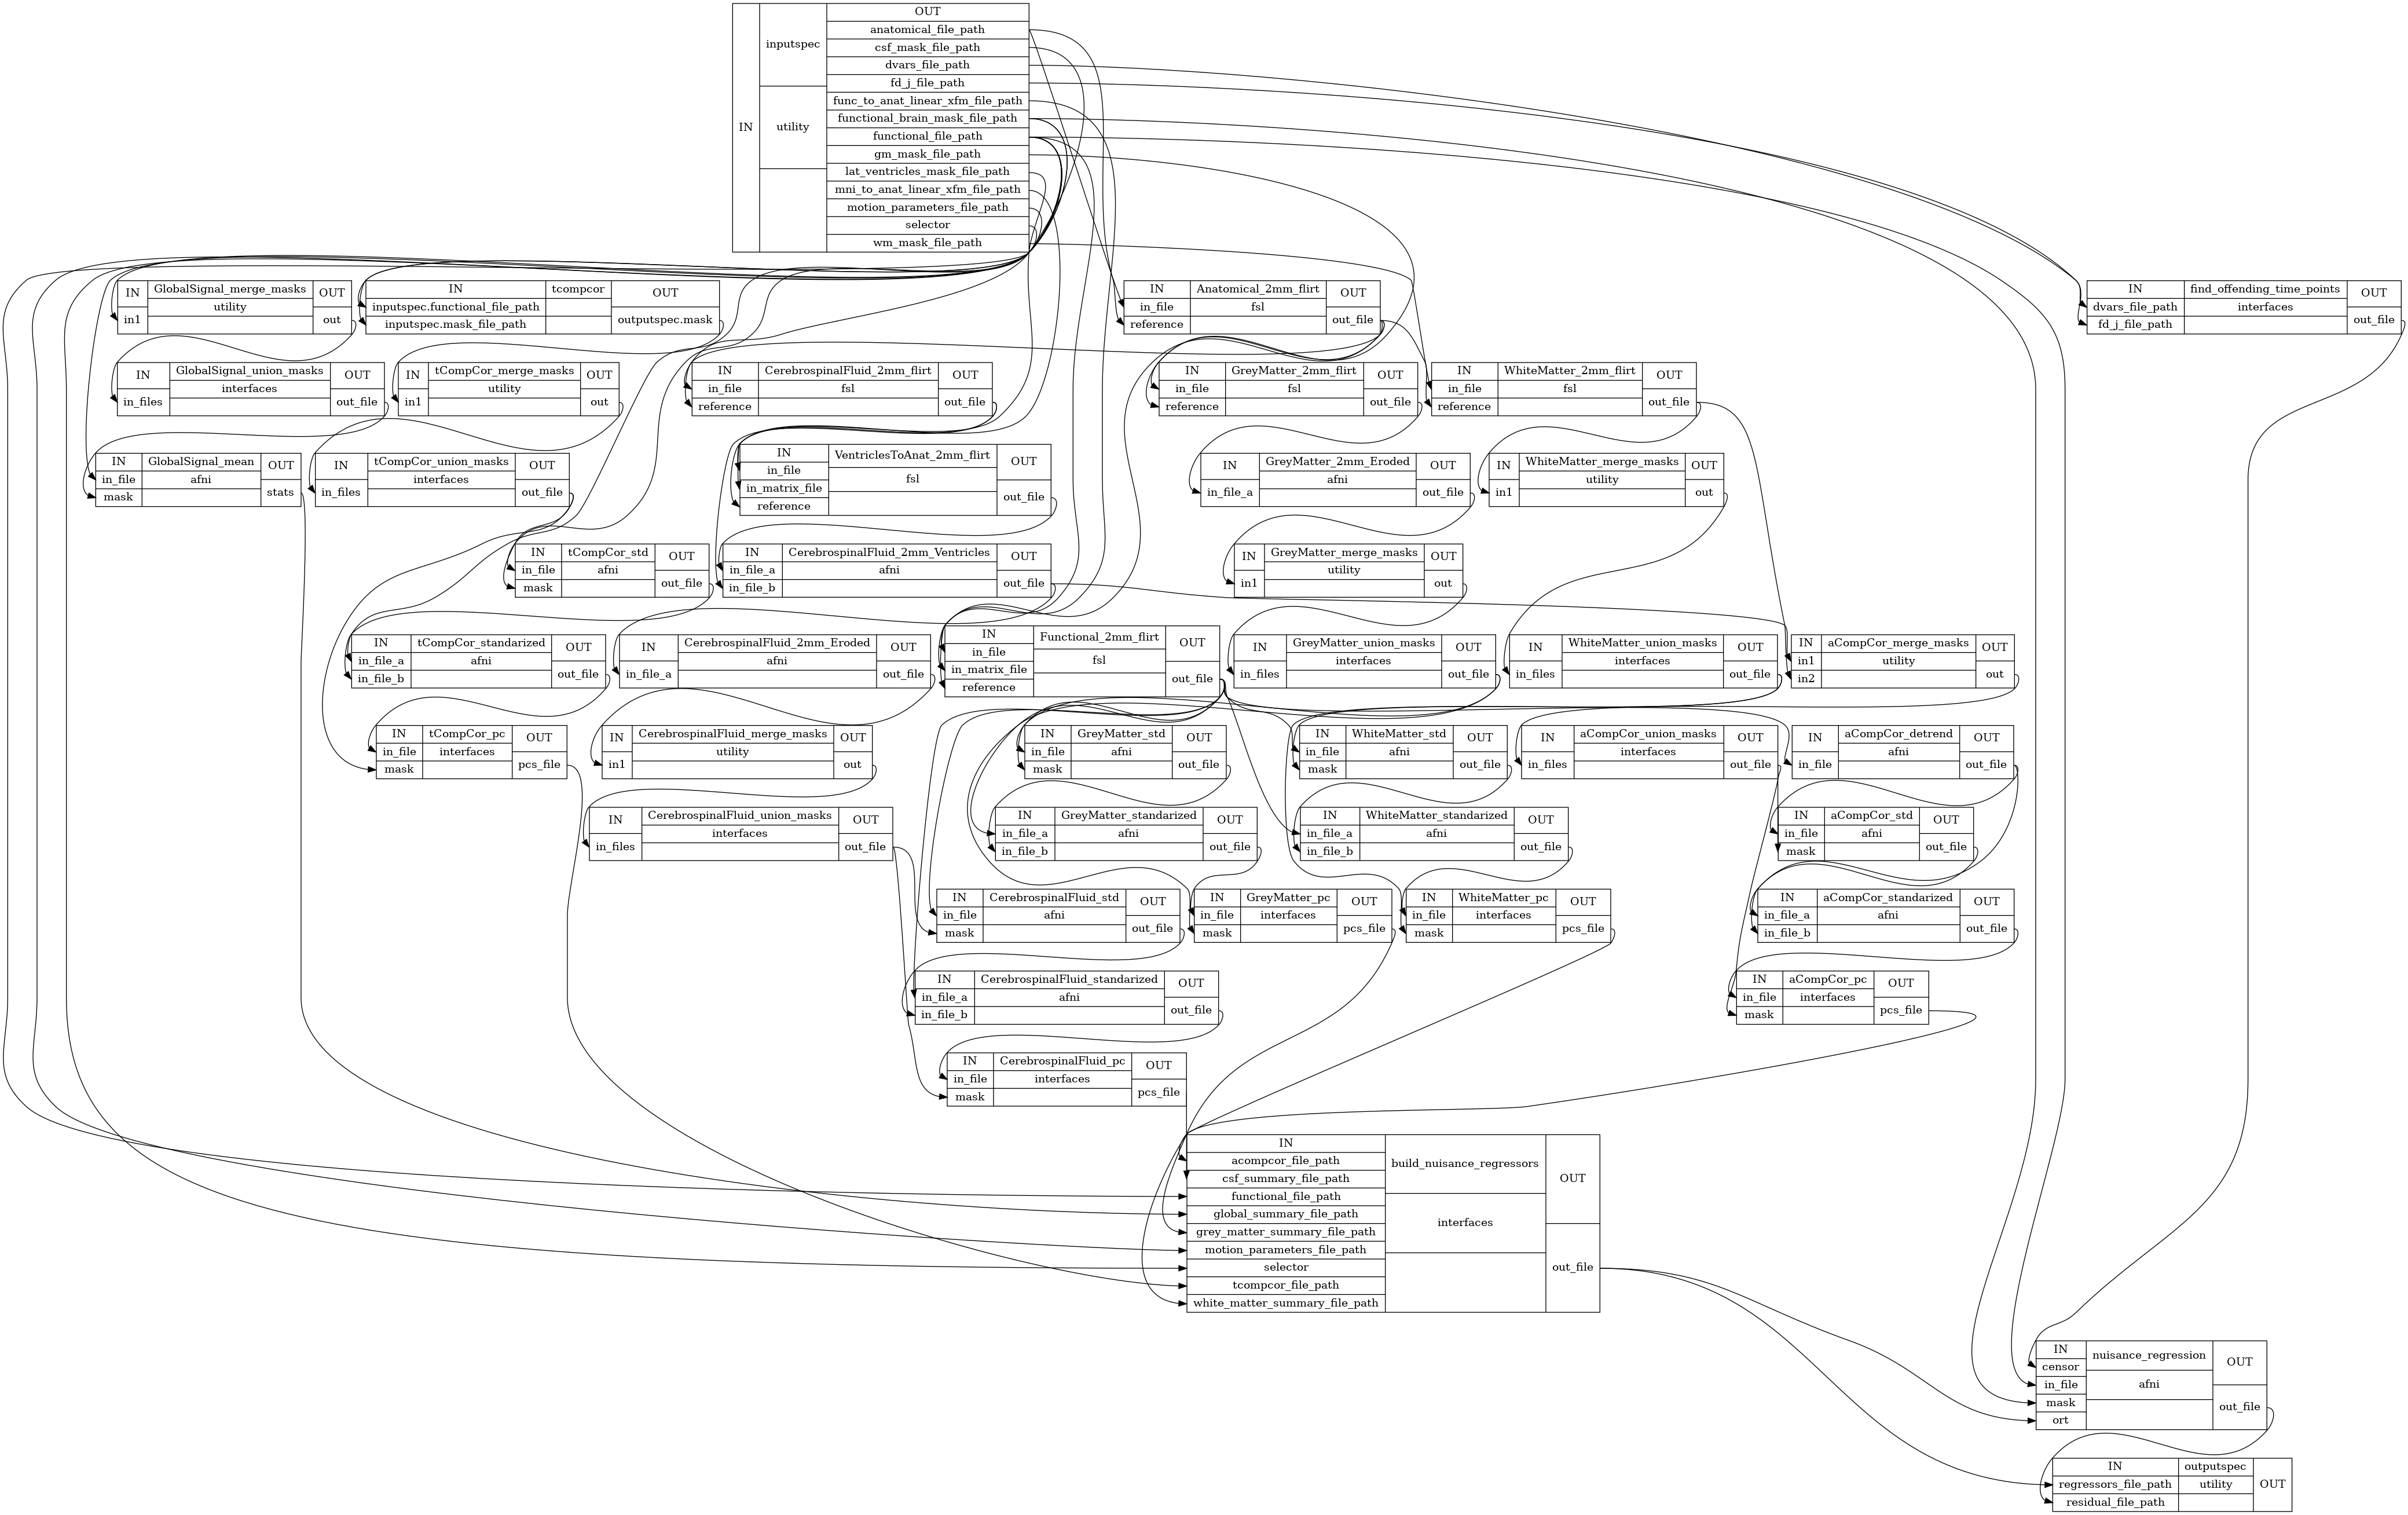 IN
inputspec
utility
OUT
anatomical_file_path
csf_mask_file_path
dvars_file_path
fd_j_file_path
func_to_anat_linear_xfm_file_path
functional_brain_mask_file_path
functional_file_path
gm_mask_file_path
lat_ventricles_mask_file_path
mni_to_anat_linear_xfm_file_path
motion_parameters_file_path
selector
wm_mask_file_path
IN
in1
GlobalSignal_merge_masks
utility
OUT
out
IN
inputspec.functional_file_path
inputspec.mask_file_path
tcompcor
OUT
outputspec.mask
IN
in_file
reference
Anatomical_2mm_flirt
fsl
OUT
out_file
IN
dvars_file_path
fd_j_file_path
find_offending_time_points
interfaces
OUT
out_file
IN
in_files
GlobalSignal_union_masks
interfaces
OUT
out_file
IN
in1
tCompCor_merge_masks
utility
OUT
out
IN
in_file
reference
CerebrospinalFluid_2mm_flirt
fsl
OUT
out_file
IN
in_file
reference
GreyMatter_2mm_flirt
fsl
OUT
out_file
IN
in_file
reference
WhiteMatter_2mm_flirt
fsl
OUT
out_file
IN
in_file
mask
GlobalSignal_mean
afni
OUT
stats
IN
in_files
tCompCor_union_masks
interfaces
OUT
out_file
IN
in_file
in_matrix_file
reference
VentriclesToAnat_2mm_flirt
fsl
OUT
out_file
IN
in_file_a
GreyMatter_2mm_Eroded
afni
OUT
out_file
IN
in1
WhiteMatter_merge_masks
utility
OUT
out
IN
in_file
mask
tCompCor_std
afni
OUT
out_file
IN
in_file_a
in_file_b
CerebrospinalFluid_2mm_Ventricles
afni
OUT
out_file
IN
in1
GreyMatter_merge_masks
utility
OUT
out
IN
in_file_a
in_file_b
tCompCor_standarized
afni
OUT
out_file
IN
in_file_a
CerebrospinalFluid_2mm_Eroded
afni
OUT
out_file
IN
in_file
in_matrix_file
reference
Functional_2mm_flirt
fsl
OUT
out_file
IN
in_files
GreyMatter_union_masks
interfaces
OUT
out_file
IN
in_files
WhiteMatter_union_masks
interfaces
OUT
out_file
IN
in1
in2
aCompCor_merge_masks
utility
OUT
out
IN
in_file
mask
tCompCor_pc
interfaces
OUT
pcs_file
IN
in1
CerebrospinalFluid_merge_masks
utility
OUT
out
IN
in_file
mask
GreyMatter_std
afni
OUT
out_file
IN
in_file
mask
WhiteMatter_std
afni
OUT
out_file
IN
in_files
aCompCor_union_masks
interfaces
OUT
out_file
IN
in_file
aCompCor_detrend
afni
OUT
out_file
IN
in_files
CerebrospinalFluid_union_masks
interfaces
OUT
out_file
IN
in_file_a
in_file_b
GreyMatter_standarized
afni
OUT
out_file
IN
in_file_a
in_file_b
WhiteMatter_standarized
afni
OUT
out_file
IN
in_file
mask
aCompCor_std
afni
OUT
out_file
IN
in_file
mask
CerebrospinalFluid_std
afni
OUT
out_file
IN
in_file
mask
GreyMatter_pc
interfaces
OUT
pcs_file
IN
in_file
mask
WhiteMatter_pc
interfaces
OUT
pcs_file
IN
in_file_a
in_file_b
aCompCor_standarized
afni
OUT
out_file
IN
in_file_a
in_file_b
CerebrospinalFluid_standarized
afni
OUT
out_file
IN
in_file
mask
aCompCor_pc
interfaces
OUT
pcs_file
IN
in_file
mask
CerebrospinalFluid_pc
interfaces
OUT
pcs_file
IN
acompcor_file_path
csf_summary_file_path
functional_file_path
global_summary_file_path
grey_matter_summary_file_path
motion_parameters_file_path
selector
tcompcor_file_path
white_matter_summary_file_path
build_nuisance_regressors
interfaces
OUT
out_file
IN
censor
in_file
mask
ort
nuisance_regression
afni
OUT
out_file
IN
regressors_file_path
residual_file_path
outputspec
utility
OUT